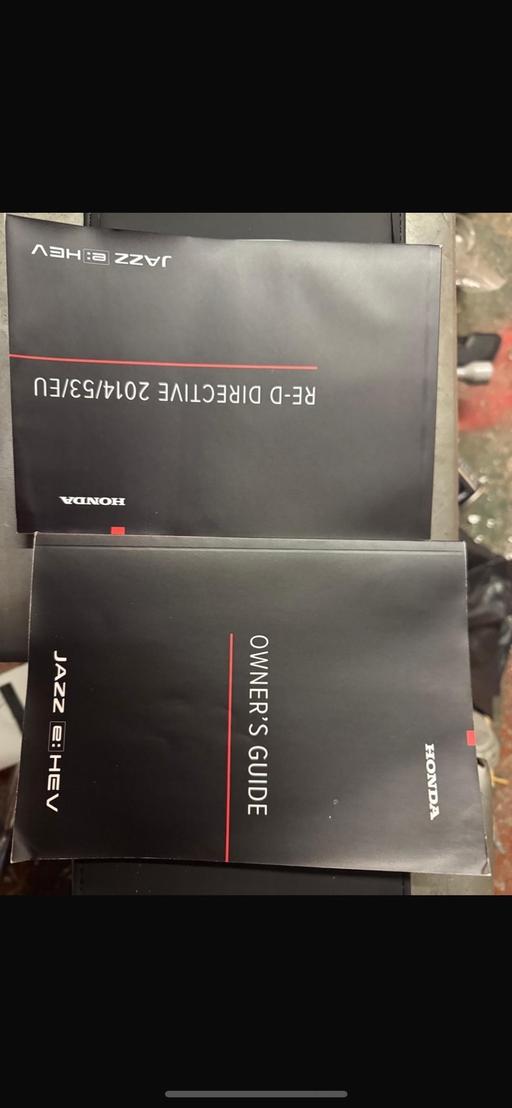 JAZZ e:HEV
RE-D DIRECTIVE 2014/53/EU
HONDA
OWNER'S GUIDE
JAZZ e:HEV
HONDA